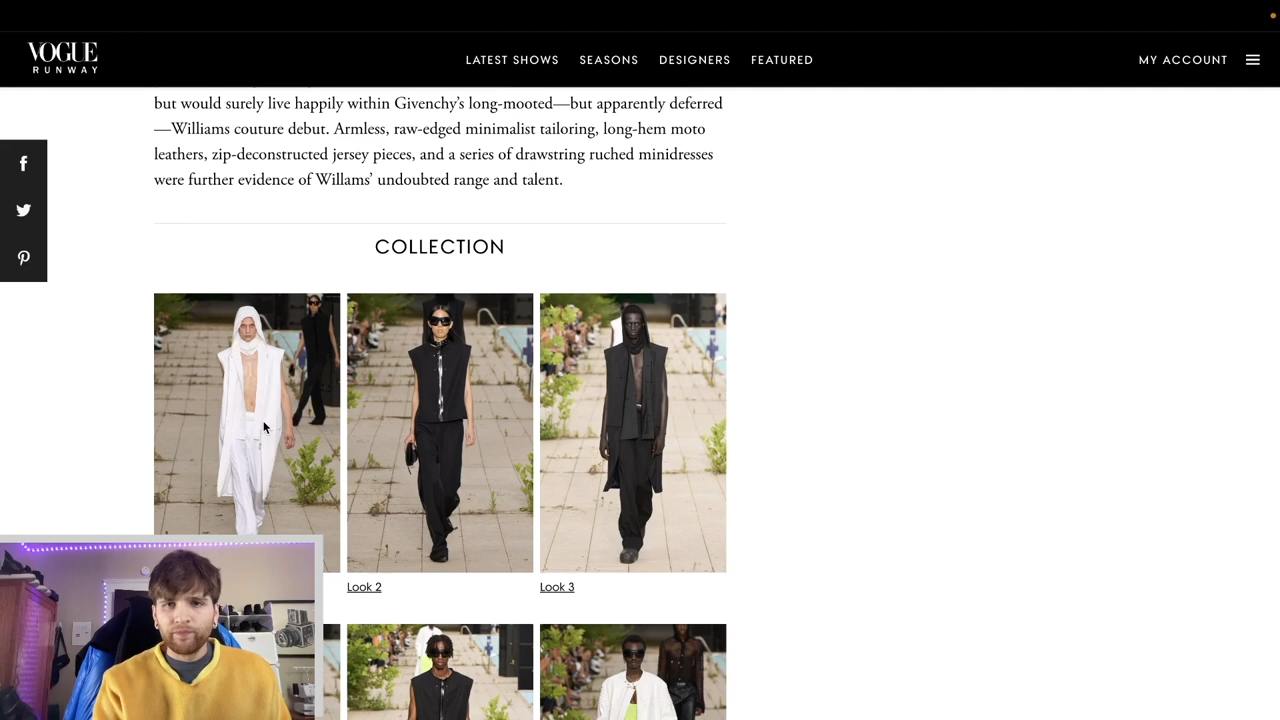 VOGUE
RUNWAY
LATEST SHOWS
SEASONS
DESIGNERS
FEATURED
MY ACCOUNT
but would surely live happily within Givenchy’s long-mooted—but apparently deferred
—Williams couture debut. Armless, raw-edged minimalist tailoring, long-hem moto
leathers, zip-deconstructed jersey pieces, and a series of drawstring ruched minidresses
were further evidence of Willams’ undoubted range and talent.
COLLECTION
Look 2
Look 3